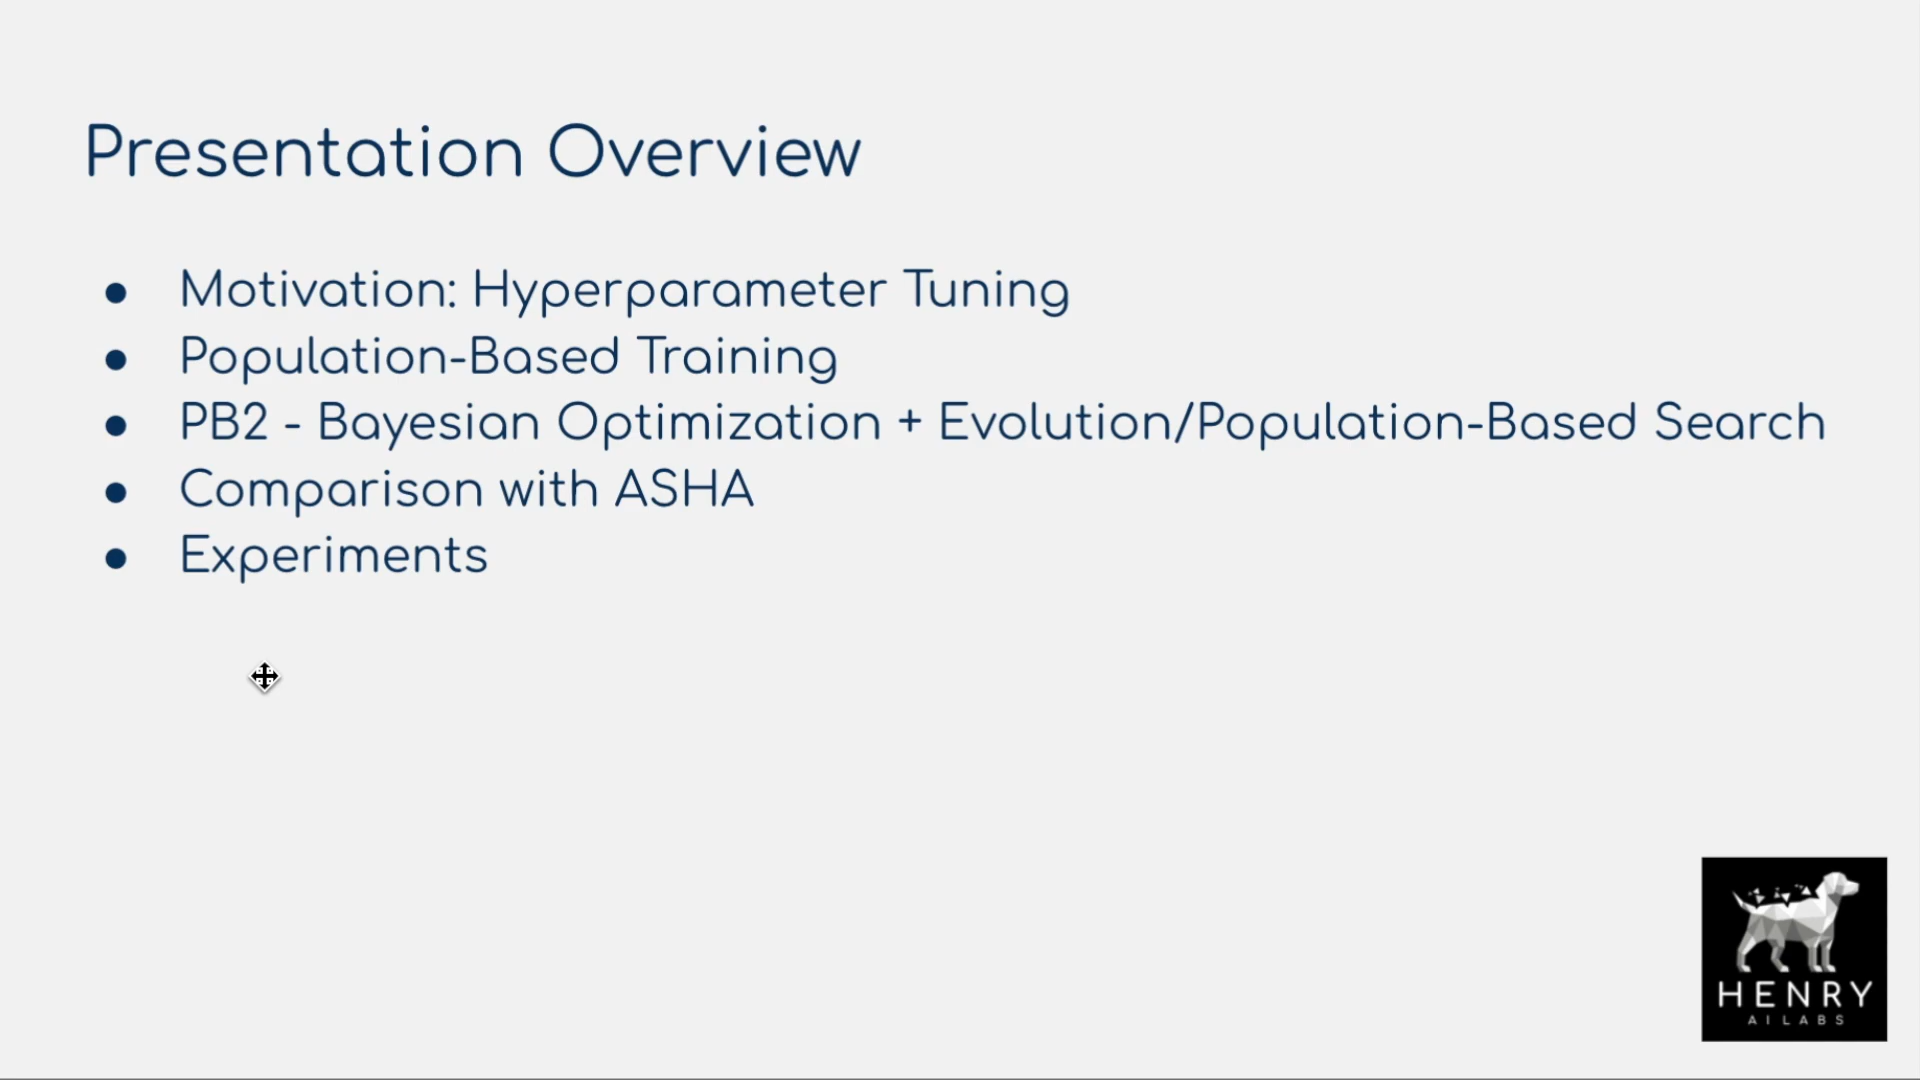 Presentation Overview
● Motivation: Hyperparameter Tuning
● Population-Based Training
● PB2 - Bayesian Optimization + Evolution/Population-Based Search
● Comparison with ASHA
● Experiments
HENRY
AI LABS